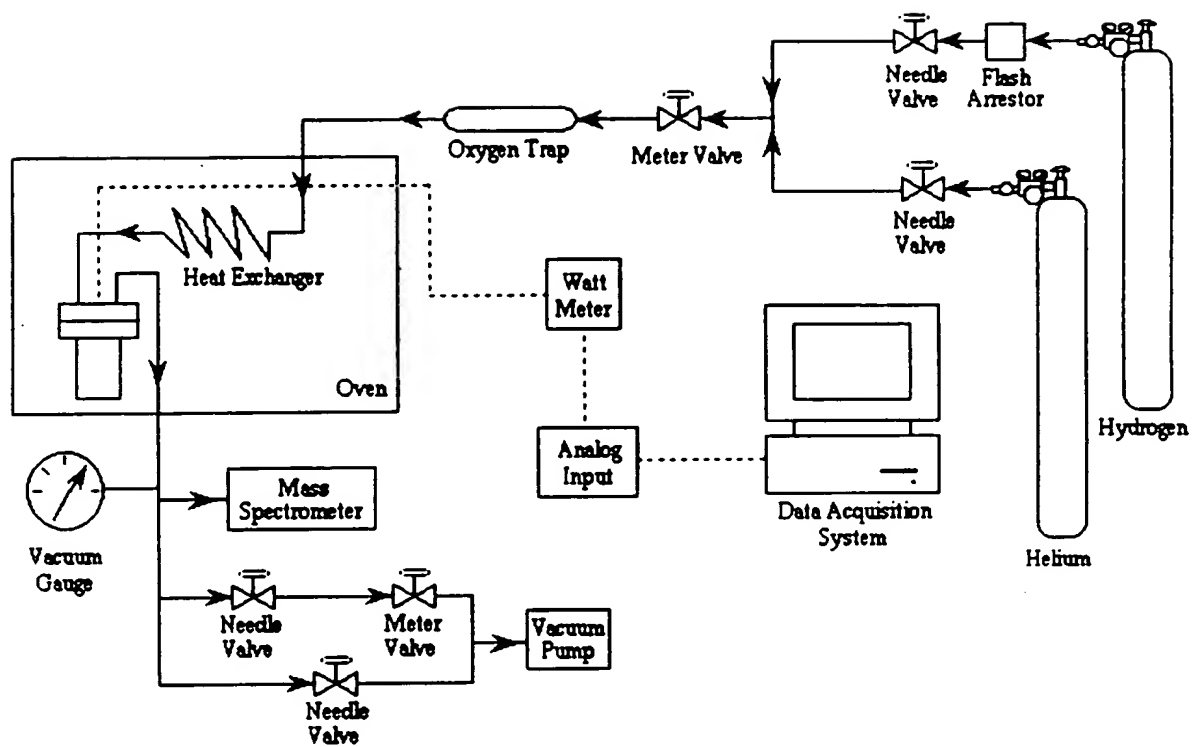 Needle
Valve
Flash
Arrestor
Oxygen Trap
Meter Valve
Needle
Valve
Heat Exchanger
Watt
Meter
Oven
Hydrogen
Analog
Input
Mass
Spectrometer
Data Acquisition
System
Vacuum
Gauge
Helium
Needle
Valve
Meter
Valve
Vacuum
Pump
Needle
Valve